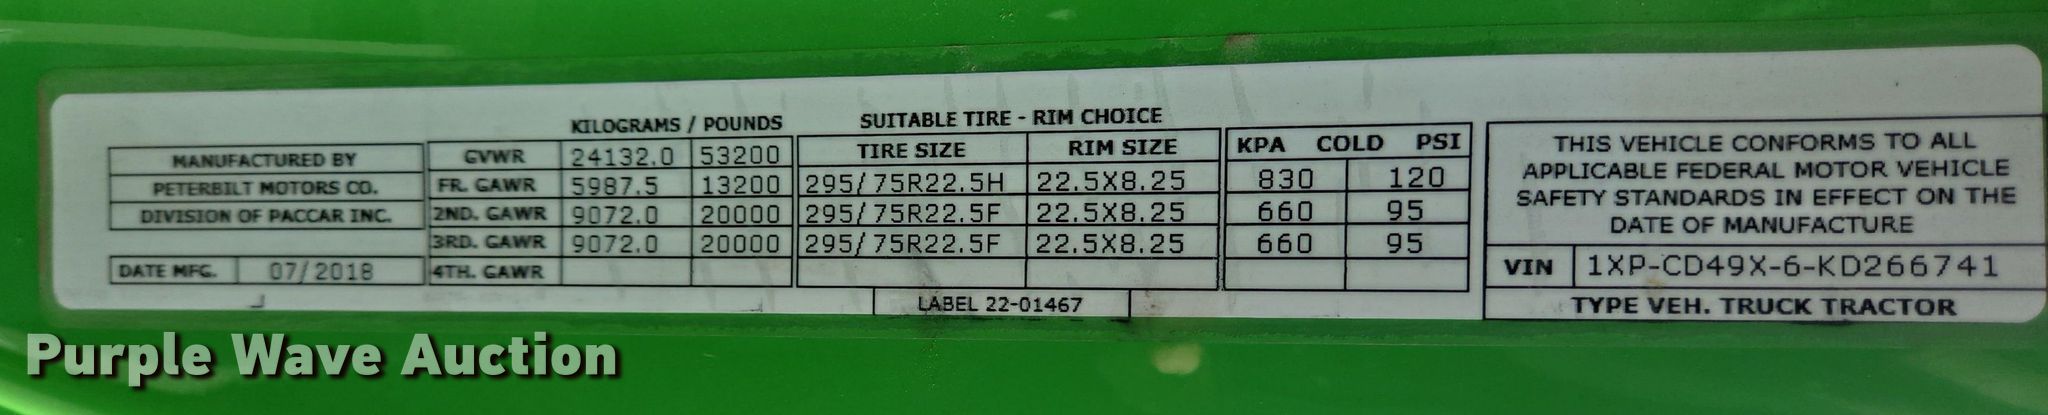 KILOGRAMS / POUNDS
SUITABLE TIRE - RIM CHOICE
MANUFACTURED BY
PETERBILT MOTORS CO.
DIVISION OF PACCAR INC.
DATE MFG. 07/2018
GVWR 24132.0 53200 TIRE SIZE RIM SIZE KPA COLD PSI
FR. GAWR 5987.5 13200 295/75R22.5H 22.5X8.25 830 120
2ND. GAWR 9072.0 20000 295/75R22.5F 22.5X8.25 660 95
3RD. GAWR 9072.0 20000 295/75R22.5F 22.5X8.25 660 95
4TH. GAWR
LABEL 22-01467
THIS VEHICLE CONFORMS TO ALL
APPLICABLE FEDERAL MOTOR VEHICLE
SAFETY STANDARDS IN EFFECT ON THE
DATE OF MANUFACTURE
VIN 1XP-CD49X-6-KD266741
TYPE VEH. TRUCK TRACTOR
Purple Wave Auction